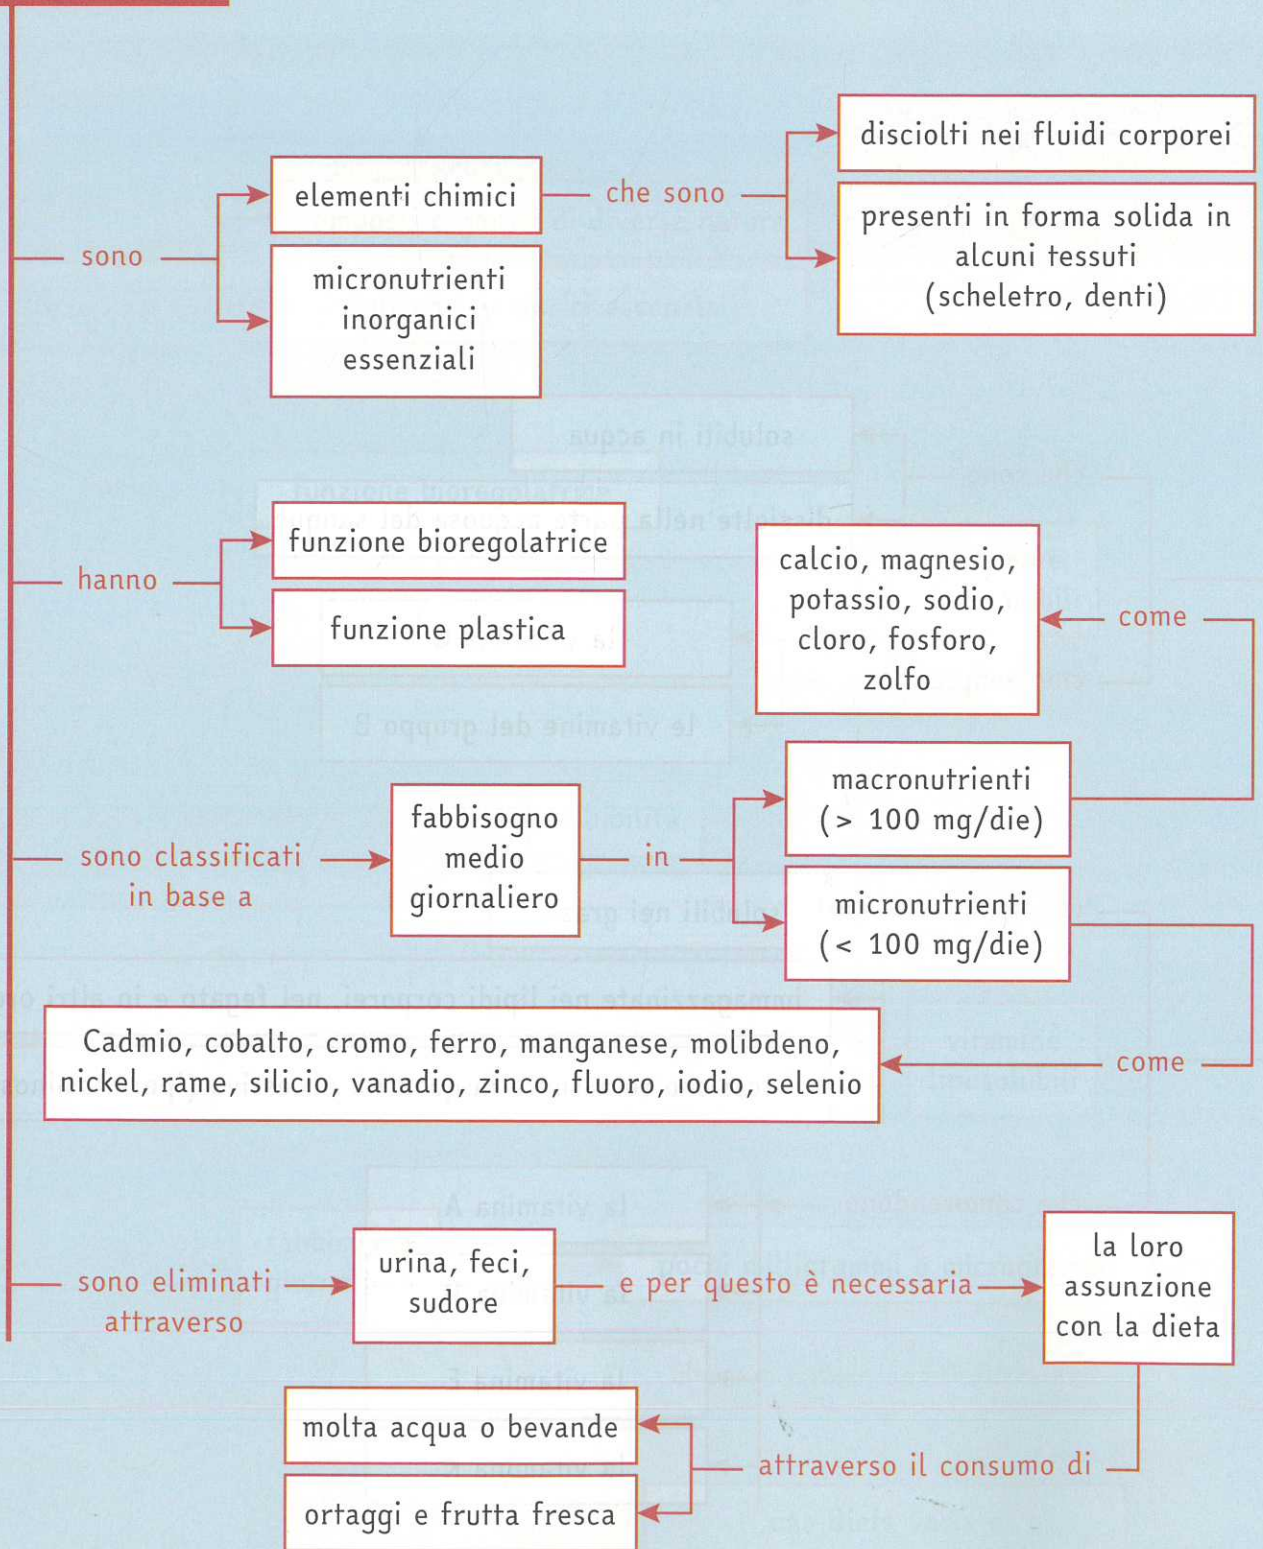 sono
elementi chimici
che sono
disciolti nei fluidi corporei
presenti in forma solida in
alcuni tessuti
(scheletro, denti)
micronutrienti
inorganici
essenziali
hanno
funzione bioregolatrice
funzione plastica
sono classificati
in base a
fabbisogno
medio
giornaliero
in
macronutrienti
(> 100 mg/die)
come
calcio, magnesio,
potassio, sodio,
cloro, fosforo,
zolfo
micronutrienti
(< 100 mg/die)
come
Cadmio, cobalto, cromo, ferro, manganese, molibdeno,
nickel, rame, silicio, vanadio, zinco, fluoro, iodio, selenio
sono eliminati
attraverso
urina, feci,
sudore
e per questo è necessaria
la loro
assunzione
con la dieta
attraverso il consumo di
molta acqua o bevande
ortaggi e frutta fresca